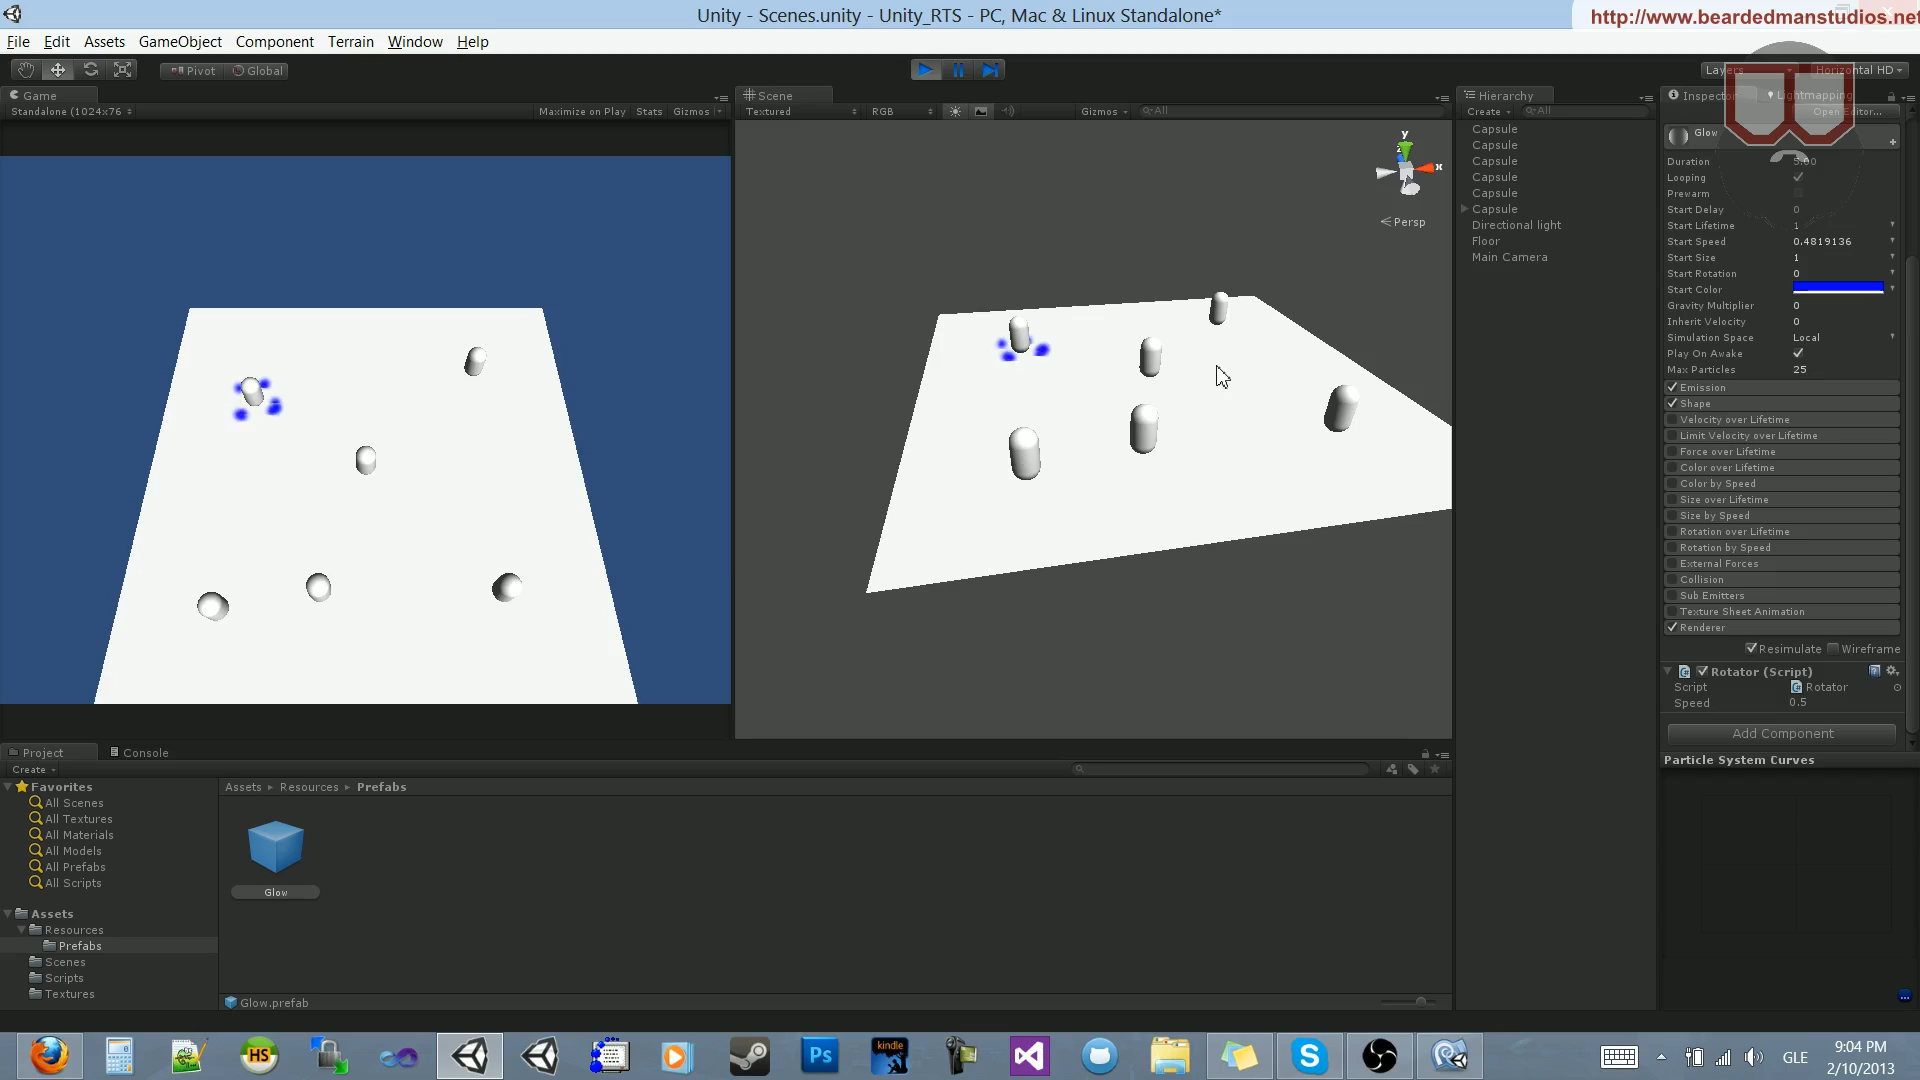 Unity - Scenes.unity - Unity_RTS - PC, Mac & Linux Standalone*
http://www.beardedmanstudios.net
File Edit Assets GameObject Component Terrain Window Help
Pivot Global
Layers Horizontal HD
Game
Standalone (1024x76
Maximize on Play Stats Gizmos
Scene
Textured RGB Gizmos All
y
x
z
Persp
Hierarchy
Create All
Capsule
Capsule
Capsule
Capsule
Capsule
Capsule
Directional light
Floor
Main Camera
Inspector Lightmapping
Open Editor...
Glow
Duration 5.00
Looping
Prewarm
Start Delay 0
Start Lifetime 1
Start Speed 0.4819136
Start Size 1
Start Rotation 0
Start Color
Gravity Multiplier 0
Inherit Velocity 0
Simulation Space Local
Play On Awake
Max Particles 25
Emission
Shape
Velocity over Lifetime
Limit Velocity over Lifetime
Force over Lifetime
Color over Lifetime
Color by Speed
Size over Lifetime
Size by Speed
Rotation over Lifetime
Rotation by Speed
External Forces
Collision
Sub Emitters
Texture Sheet Animation
Renderer
Resimulate Wireframe
Rotator (Script)
Script Rotator
Speed 0.5
Add Component
Particle System Curves
Project Console
Create
Favorites
All Scenes
All Textures
All Materials
All Models
All Prefabs
All Scripts
Assets
Resources
Prefabs
Scenes
Scripts
Textures
Assets Resources Prefabs
Glow
Glow.prefab
HS
Ps
kindle
S
GLE
9:04 PM
2/10/2013